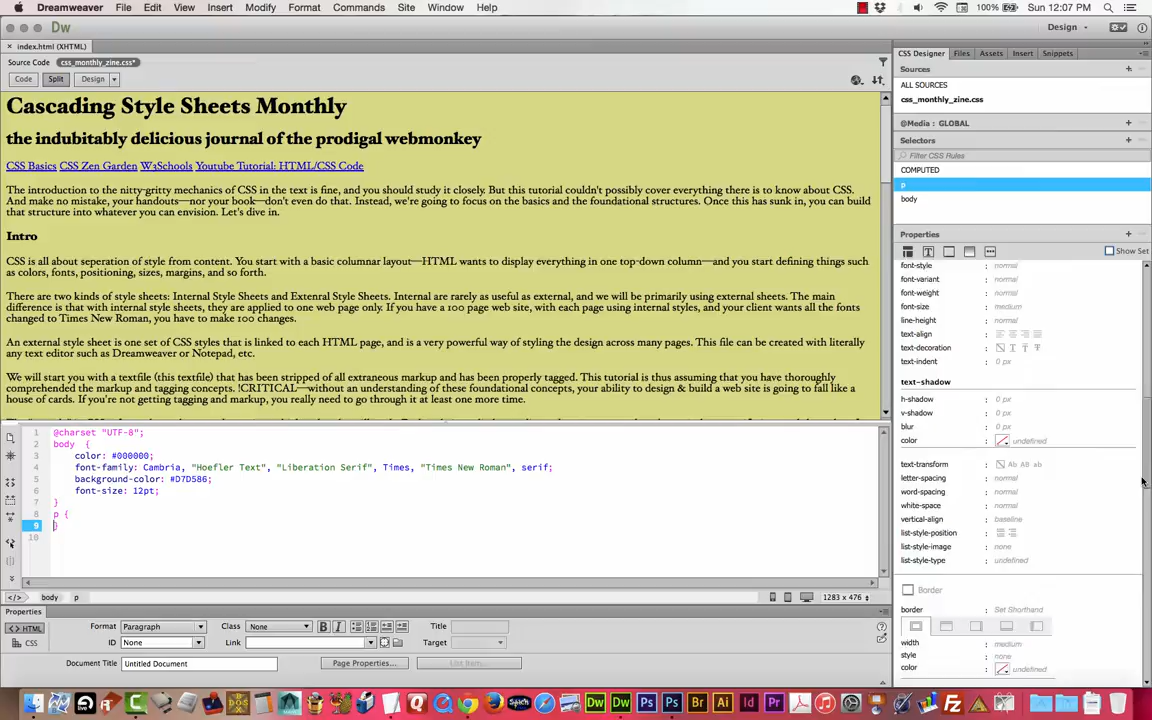 Dreamweaver File Edit View Insert Modify Format Commands Site Window Help 100% Sun 12:07 PM
Dw Design
index.html (XHTML)
Source Code css_monthly_zine.css*
Code Split Design
Cascading Style Sheets Monthly
the indubitably delicious journal of the prodigal webmonkey
CSS Basics CSS Zen Garden W3Schools Youtube Tutorial: HTML/CSS Code
The introduction to the nitty-gritty mechanics of CSS in the text is fine, and you should study it closely. But this tutorial couldn't possibly cover everything there is to know about CSS.
And make no mistake, your handouts—nor your book—don't even do that. Instead, we're going to focus on the basics and the foundational structures. Once this has sunk in, you can build
that structure into whatever you can envision. Let's dive in.
Intro
CSS is all about seperation of style from content. You start with a basic columnar layout—HTML wants to display everything in one top-down column—and you start defining things such
as colors, fonts, positioning, sizes, margins, and so forth.
There are two kinds of style sheets: Internal Style Sheets and Extenral Style Sheets. Internal are rarely as useful as external, and we will be primarily using external sheets. The main
difference is that with internal style sheets, they are applied to one web page only. If you have a 100 page web site, with each page using internal styles, and your client wants all the fonts
changed to Times New Roman, you have to make 100 changes.
An external style sheet is one set of CSS styles that is linked to each HTML page, and is a very powerful way of styling the design across many pages. This file can be created with literally
any text editor such as Dreamweaver or Notepad, etc.
We will start you with a textfile (this textfile) that has been stripped of all extraneous markup and has been properly tagged. This tutorial is thus assuming that you have thoroughly
comprehended the markup and tagging concepts. !CRITICAL—without an understanding of these foundational concepts, your ability to design & build a web site is going to fall like a
house of cards. If you're not getting tagging and markup, you really need to go through it at least one more time.
1 @charset "UTF-8";
2 body {
3 color: #000000;
4 font-family: Cambria, "Hoefler Text", "Liberation Serif", Times, "Times New Roman", serif;
5 background-color: #D7D586;
6 font-size: 12pt;
7 }
8 p {
9 }
10
</> body p 1283 x 476
Properties
<> HTML Format Paragraph Class None B I Title
CSS ID None Link Target
Document Title Untitled Document Page Properties... List Item...
CSS Designer Files Assets Insert Snippets
Sources
ALL SOURCES
css_monthly_zine.css
@Media : GLOBAL
Selectors
Filter CSS Rules
COMPUTED
p
body
Properties
Show Set
font-style : normal
font-variant : normal
font-weight : normal
font-size : medium
line-height : normal
text-align :
text-decoration :
text-indent : 0 px
text-shadow
h-shadow : 0 px
v-shadow : 0 px
blur : 0 px
color : undefined
text-transform : Ab AB ab
letter-spacing : normal
word-spacing : normal
white-space : normal
vertical-align : baseline
list-style-position :
list-style-image : none
list-style-type : undefined
Border
border : Set Shorthand
width : medium
style : none
color : undefined
Dw Dw Ps Ps Br Ai Id Pr